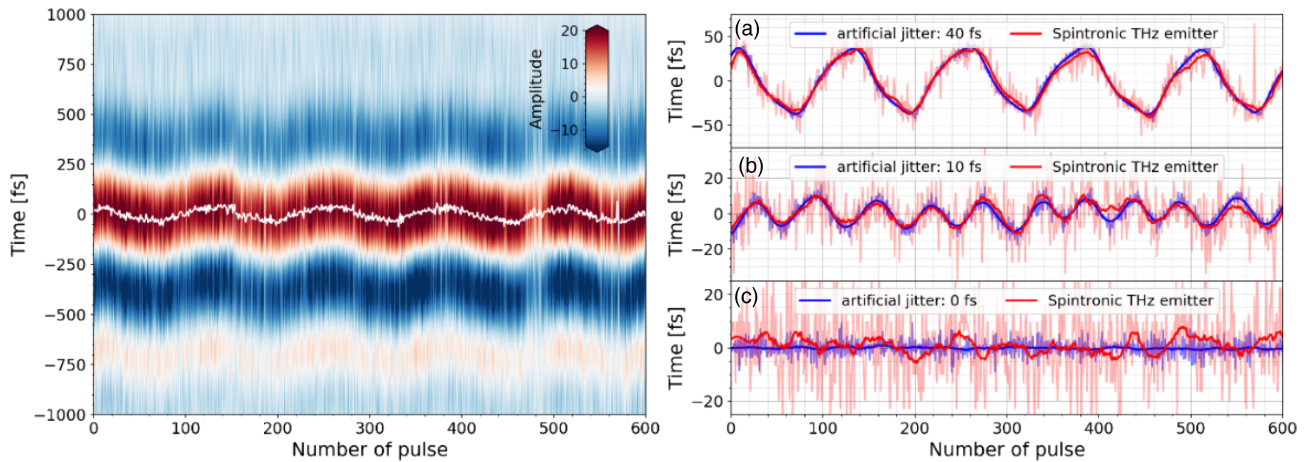 1000
750
500
250
0
−250
−500
−750
−1000
Time [fs]
0
100
200
300
400
500
600
Number of pulse
Amplitude
20
10
0
−10
(a)
artificial jitter: 40 fs
Spintronic THz emitter
50
0
−50
Time [fs]
(b)
artificial jitter: 10 fs
Spintronic THz emitter
20
0
−20
Time [fs]
(c)
artificial jitter: 0 fs
Spintronic THz emitter
20
0
−20
Time [fs]
0
100
200
300
400
500
600
Number of pulse